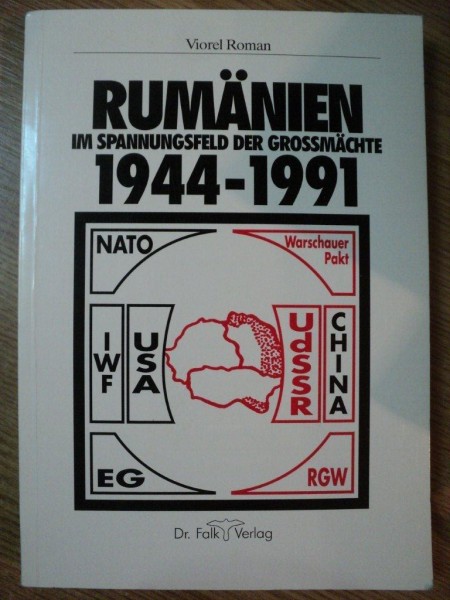 Viorel Roman
RUMÄNIEN
IM SPANNUNGSFELD DER GROSSMÄCHTE
1944-1991
NATO
Warschauer
Pakt
IWF
USA
UdSSR
CHINA
EG
RGW
Dr. Falk Verlag